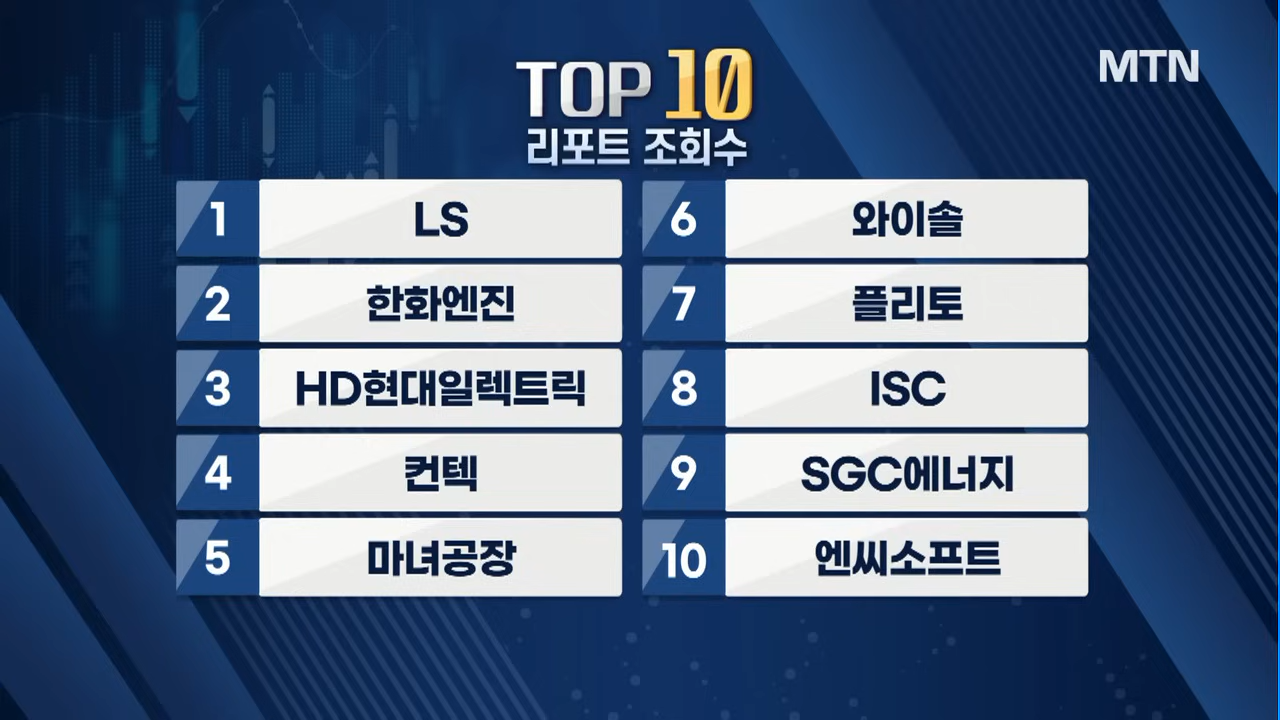 MTN
TOP 10
리포트 조회수
1 LS
2 한화엔진
3 HD현대일렉트릭
4 컨텍
5 마녀공장
6 와이솔
7 플리토
8 ISC
9 SGC에너지
10 엔씨소프트